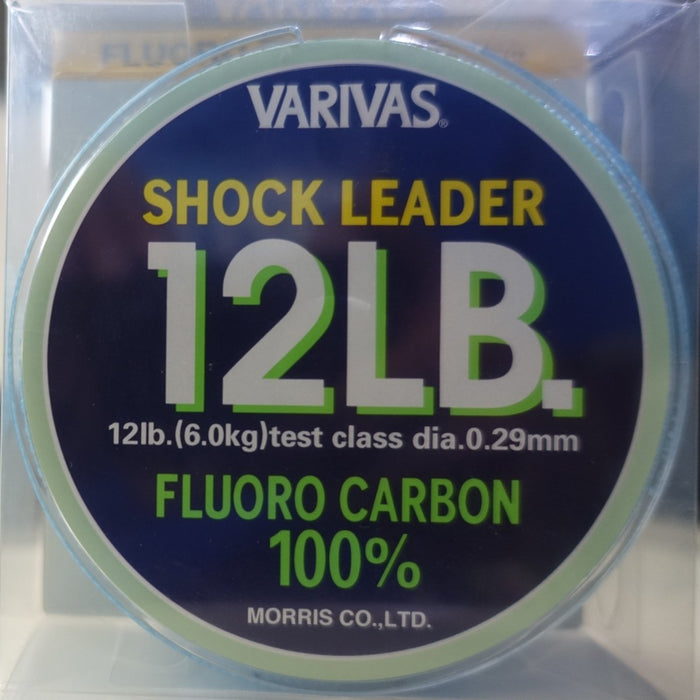 VARIVAS®
SHOCK LEADER
12LB.
12lb.(6.0kg)test class dia.0.29mm
FLUORO CARBON
100%
MORRIS CO.,LTD.